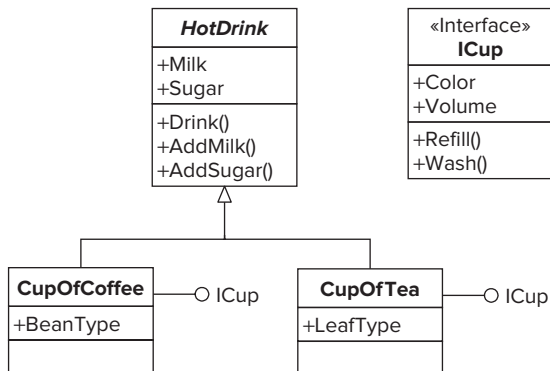 HotDrink
+Milk
+Sugar
+Drink()
+AddMilk()
+AddSugar()
«Interface»
ICup
+Color
+Volume
+Refill()
+Wash()
CupOfCoffee
+BeanType
ICup
CupOfTea
+LeafType
ICup